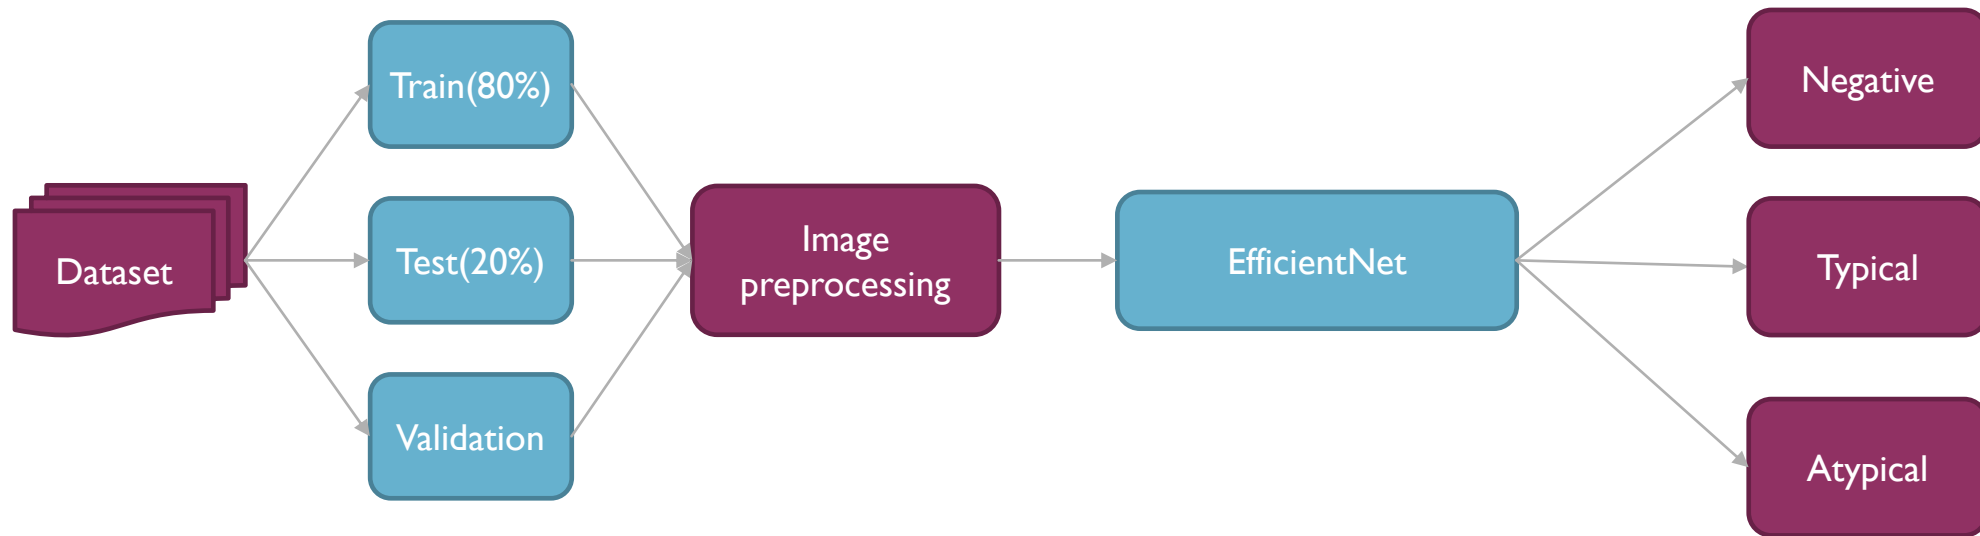 Dataset
Train(80%)
Test(20%)
Validation
Image
preprocessing
EfficientNet
Negative
Typical
Atypical